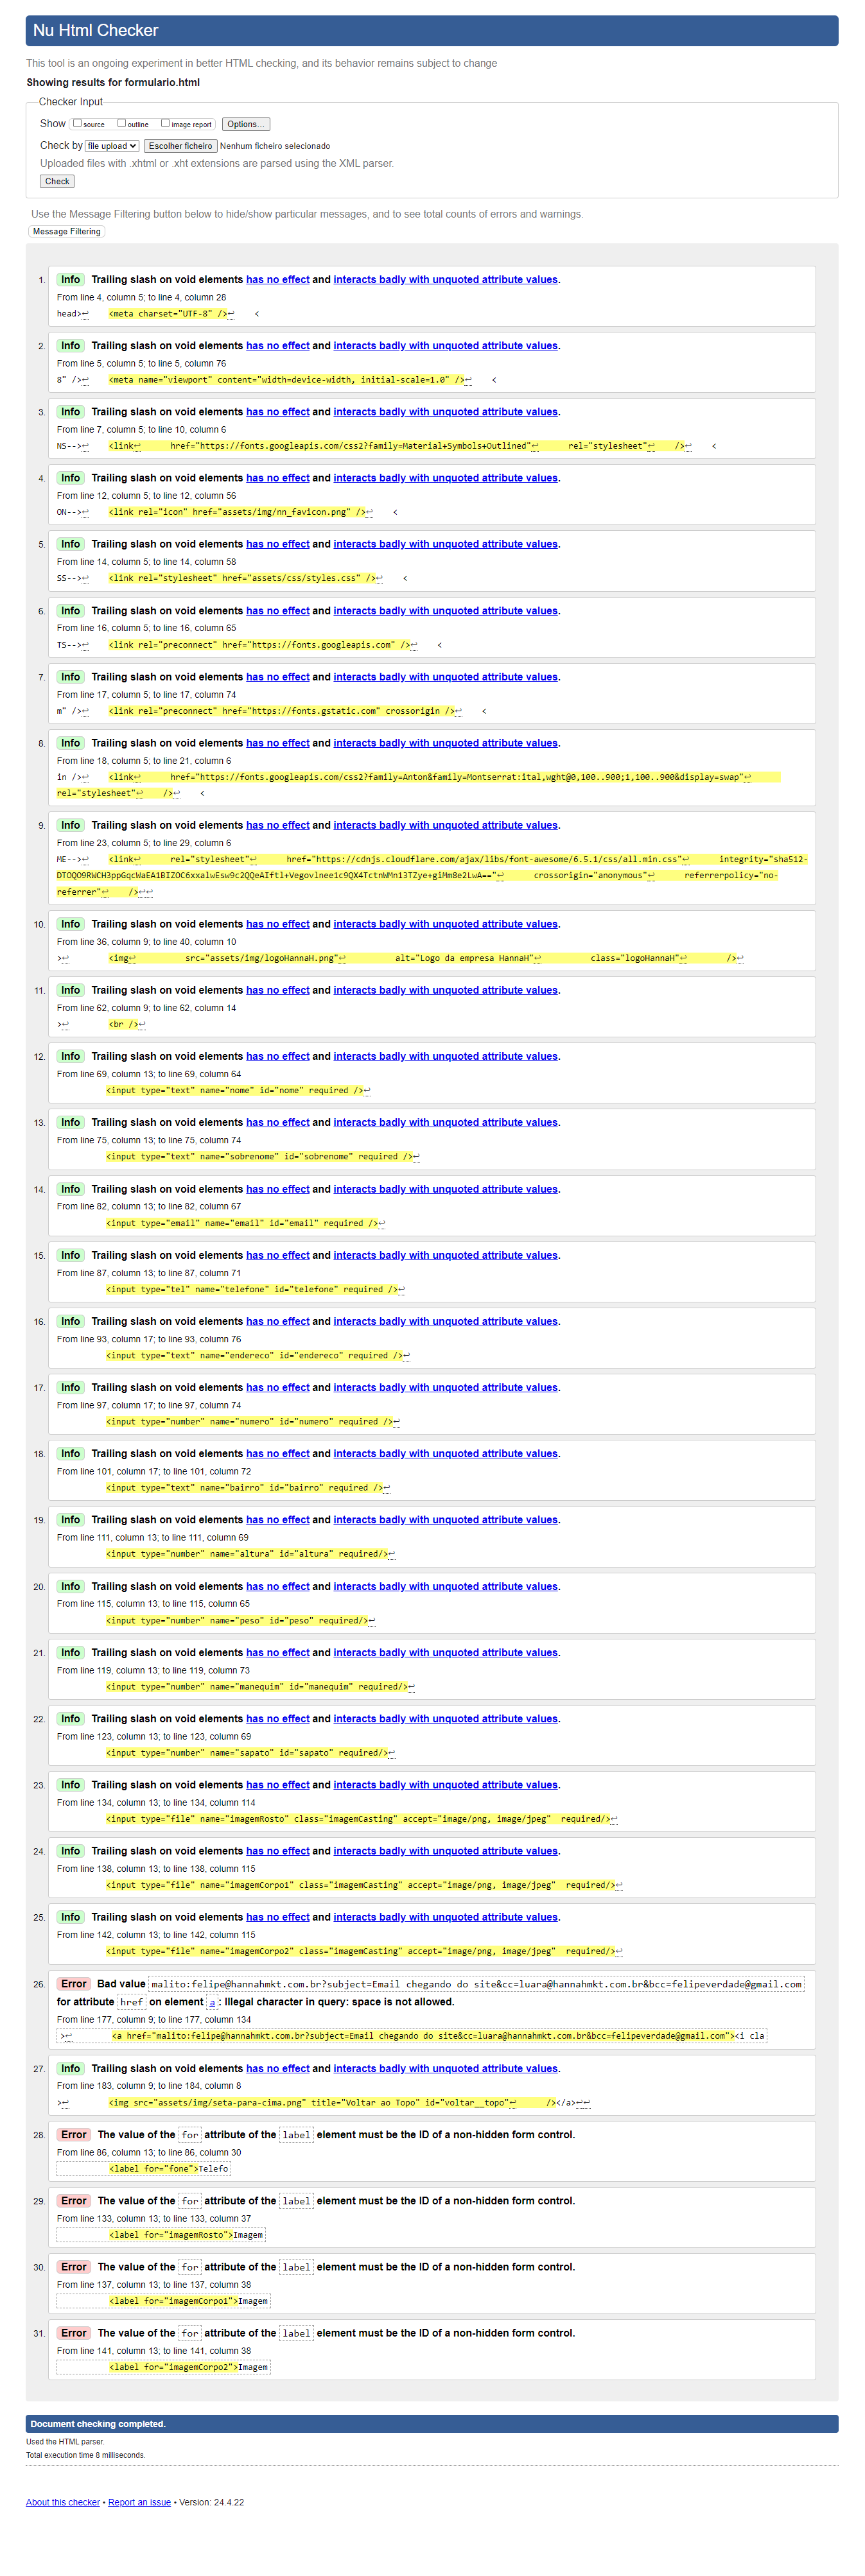 Nu Html Checker
This tool is an ongoing experiment in better HTML checking, and its behavior remains subject to change
Showing results for formulario.html
Checker Input
Show source outline image report Options...
Check by file upload Escolher ficheiro Nenhum ficheiro selecionado
Uploaded files with .xhtml or .xht extensions are parsed using the XML parser.
Check
Use the Message Filtering button below to hide/show particular messages, and to see total counts of errors and warnings.
Message Filtering
1. Info Trailing slash on void elements has no effect and interacts badly with unquoted attribute values.
From line 4, column 5; to line 4, column 28
head>↩ <meta charset="UTF-8" />↩ <
2. Info Trailing slash on void elements has no effect and interacts badly with unquoted attribute values.
From line 5, column 5; to line 5, column 76
8" />↩ <meta name="viewport" content="width=device-width, initial-scale=1.0" />↩ <
3. Info Trailing slash on void elements has no effect and interacts badly with unquoted attribute values.
From line 7, column 5; to line 10, column 6
NS-->↩ <link↩ href="https://fonts.googleapis.com/css2?family=Material+Symbols+Outlined"↩ rel="stylesheet"↩ />↩ <
4. Info Trailing slash on void elements has no effect and interacts badly with unquoted attribute values.
From line 12, column 5; to line 12, column 56
ON-->↩ <link rel="icon" href="assets/img/nn_favicon.png" />↩ <
5. Info Trailing slash on void elements has no effect and interacts badly with unquoted attribute values.
From line 14, column 5; to line 14, column 58
SS-->↩ <link rel="stylesheet" href="assets/css/styles.css" />↩ <
6. Info Trailing slash on void elements has no effect and interacts badly with unquoted attribute values.
From line 16, column 5; to line 16, column 65
TS-->↩ <link rel="preconnect" href="https://fonts.googleapis.com" />↩ <
7. Info Trailing slash on void elements has no effect and interacts badly with unquoted attribute values.
From line 17, column 5; to line 17, column 74
m" />↩ <link rel="preconnect" href="https://fonts.gstatic.com" crossorigin />↩ <
8. Info Trailing slash on void elements has no effect and interacts badly with unquoted attribute values.
From line 18, column 5; to line 21, column 6
in />↩ <link↩ href="https://fonts.googleapis.com/css2?family=Anton&family=Montserrat:ital,wght@0,100..900;1,100..900&display=swap"↩
rel="stylesheet"↩ />↩ <
9. Info Trailing slash on void elements has no effect and interacts badly with unquoted attribute values.
From line 23, column 5; to line 29, column 6
ME-->↩ <link↩ rel="stylesheet"↩ href="https://cdnjs.cloudflare.com/ajax/libs/font-awesome/6.5.1/css/all.min.css"↩ integrity="sha512-
DTOQO9RWCH3ppGqcWaEA1BIZOC6xxalwEsw9c2QQeAIftl+Vegovlnee1c9QX4TctnWMn13TZye+giMm8e2LwA=="↩ crossorigin="anonymous"↩ referrerpolicy="no-
referrer"↩ />↩↩
10. Info Trailing slash on void elements has no effect and interacts badly with unquoted attribute values.
From line 36, column 9; to line 40, column 10
>↩ <img↩ src="assets/img/logoHannaH.png"↩ alt="Logo da empresa HannaH"↩ class="logoHannaH"↩ />↩
11. Info Trailing slash on void elements has no effect and interacts badly with unquoted attribute values.
From line 62, column 9; to line 62, column 14
>↩ <br />↩
12. Info Trailing slash on void elements has no effect and interacts badly with unquoted attribute values.
From line 69, column 13; to line 69, column 64
<input type="text" name="nome" id="nome" required />↩
13. Info Trailing slash on void elements has no effect and interacts badly with unquoted attribute values.
From line 75, column 13; to line 75, column 74
<input type="text" name="sobrenome" id="sobrenome" required />↩
14. Info Trailing slash on void elements has no effect and interacts badly with unquoted attribute values.
From line 82, column 13; to line 82, column 67
<input type="email" name="email" id="email" required />↩
15. Info Trailing slash on void elements has no effect and interacts badly with unquoted attribute values.
From line 87, column 13; to line 87, column 71
<input type="tel" name="telefone" id="telefone" required />↩
16. Info Trailing slash on void elements has no effect and interacts badly with unquoted attribute values.
From line 93, column 17; to line 93, column 76
<input type="text" name="endereco" id="endereco" required />↩
17. Info Trailing slash on void elements has no effect and interacts badly with unquoted attribute values.
From line 97, column 17; to line 97, column 74
<input type="number" name="numero" id="numero" required />↩
18. Info Trailing slash on void elements has no effect and interacts badly with unquoted attribute values.
From line 101, column 17; to line 101, column 72
<input type="text" name="bairro" id="bairro" required />↩
19. Info Trailing slash on void elements has no effect and interacts badly with unquoted attribute values.
From line 111, column 13; to line 111, column 69
<input type="number" name="altura" id="altura" required/>↩
20. Info Trailing slash on void elements has no effect and interacts badly with unquoted attribute values.
From line 115, column 13; to line 115, column 65
<input type="number" name="peso" id="peso" required/>↩
21. Info Trailing slash on void elements has no effect and interacts badly with unquoted attribute values.
From line 119, column 13; to line 119, column 73
<input type="number" name="manequim" id="manequim" required/>↩
22. Info Trailing slash on void elements has no effect and interacts badly with unquoted attribute values.
From line 123, column 13; to line 123, column 69
<input type="number" name="sapato" id="sapato" required/>↩
23. Info Trailing slash on void elements has no effect and interacts badly with unquoted attribute values.
From line 134, column 13; to line 134, column 114
<input type="file" name="imagemRosto" class="imagemCasting" accept="image/png, image/jpeg" required/>↩
24. Info Trailing slash on void elements has no effect and interacts badly with unquoted attribute values.
From line 138, column 13; to line 138, column 115
<input type="file" name="imagemCorpo1" class="imagemCasting" accept="image/png, image/jpeg" required/>↩
25. Info Trailing slash on void elements has no effect and interacts badly with unquoted attribute values.
From line 142, column 13; to line 142, column 115
<input type="file" name="imagemCorpo2" class="imagemCasting" accept="image/png, image/jpeg" required/>↩
26. Error Bad value malito:felipe@hannahmkt.com.br?subject=Email chegando do site&cc=luara@hannahmkt.com.br&bcc=felipeverdade@gmail.com
for attribute href on element a: Illegal character in query: space is not allowed.
From line 177, column 9; to line 177, column 134
>↩ <a href="malito:felipe@hannahmkt.com.br?subject=Email chegando do site&cc=luara@hannahmkt.com.br&bcc=felipeverdade@gmail.com"><i cla
27. Info Trailing slash on void elements has no effect and interacts badly with unquoted attribute values.
From line 183, column 9; to line 184, column 8
>↩ <img src="assets/img/seta-para-cima.png" title="Voltar ao Topo" id="voltar__topo"↩ /></a>↩↩
28. Error The value of the for attribute of the label element must be the ID of a non-hidden form control.
From line 86, column 13; to line 86, column 30
<label for="fone">Telefo
29. Error The value of the for attribute of the label element must be the ID of a non-hidden form control.
From line 133, column 13; to line 133, column 37
<label for="imagemRosto">Imagem
30. Error The value of the for attribute of the label element must be the ID of a non-hidden form control.
From line 137, column 13; to line 137, column 38
<label for="imagemCorpo1">Imagem
31. Error The value of the for attribute of the label element must be the ID of a non-hidden form control.
From line 141, column 13; to line 141, column 38
<label for="imagemCorpo2">Imagem
Document checking completed.
Used the HTML parser.
Total execution time 8 milliseconds.
About this checker • Report an issue • Version: 24.4.22